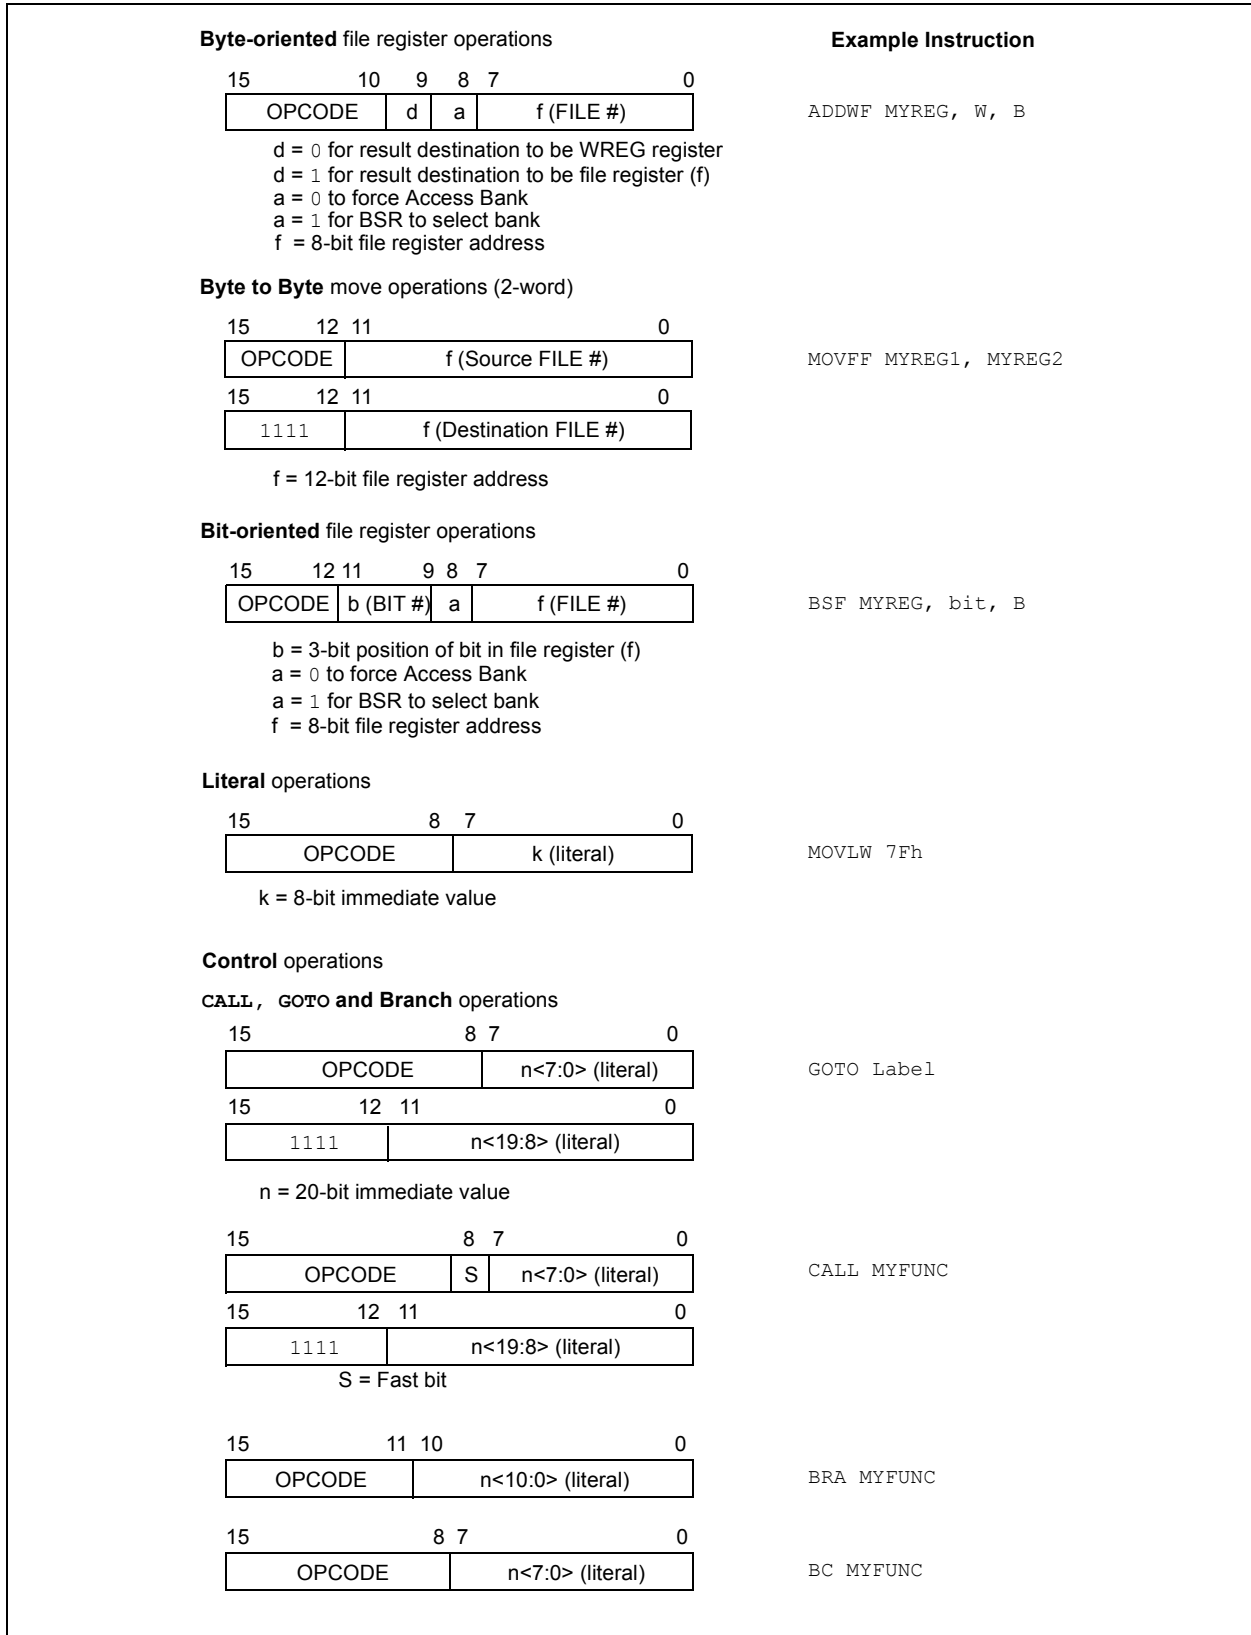 Byte-oriented file register operations Example Instruction
15 10 9 8 7 0
OPCODE d a f (FILE #) ADDWF MYREG, W, B
d = 0 for result destination to be WREG register
d = 1 for result destination to be file register (f)
a = 0 to force Access Bank
a = 1 for BSR to select bank
f = 8-bit file register address
Byte to Byte move operations (2-word)
15 12 11 0
OPCODE f (Source FILE #) MOVFF MYREG1, MYREG2
15 12 11 0
1111 f (Destination FILE #)
f = 12-bit file register address
Bit-oriented file register operations
15 12 11 9 8 7 0
OPCODE b (BIT #) a f (FILE #) BSF MYREG, bit, B
b = 3-bit position of bit in file register (f)
a = 0 to force Access Bank
a = 1 for BSR to select bank
f = 8-bit file register address
Literal operations
15 8 7 0
OPCODE k (literal) MOVLW 7Fh
k = 8-bit immediate value
Control operations
CALL, GOTO and Branch operations
15 8 7 0
OPCODE n<7:0> (literal) GOTO Label
15 12 11 0
1111 n<19:8> (literal)
n = 20-bit immediate value
15 8 7 0
OPCODE S n<7:0> (literal) CALL MYFUNC
15 12 11 0
1111 n<19:8> (literal)
S = Fast bit
15 11 10 0
OPCODE n<10:0> (literal) BRA MYFUNC
15 8 7 0
OPCODE n<7:0> (literal) BC MYFUNC